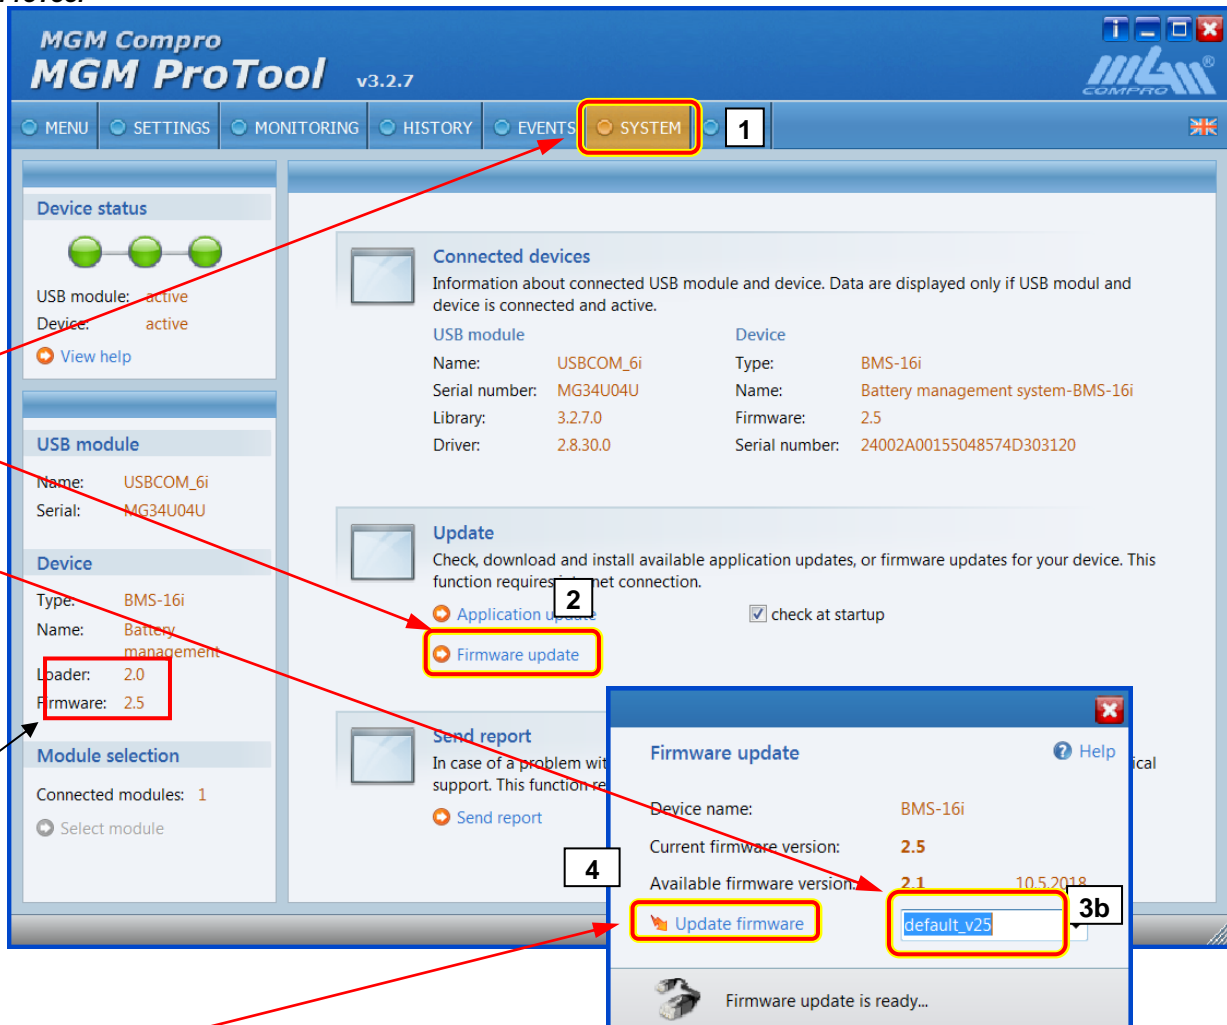 MGM Compro
MGM ProTool v3.2.7
COMPRO
MENU SETTINGS MONITORING HISTORY EVENTS SYSTEM 1
Device status
USB module: active
Device: active
View help
USB module
Name: USBCOM_6i
Serial: MG34U04U
Device
Type: BMS-16i
Name: Battery
management
Loader: 2.0
Firmware: 2.5
Module selection
Connected modules: 1
Select module
Connected devices
Information about connected USB module and device. Data are displayed only if USB modul and
device is connected and active.
USB module Device
Name: USBCOM_6i Type: BMS-16i
Serial number: MG34U04U Name: Battery management system-BMS-16i
Library: 3.2.7.0 Firmware: 2.5
Driver: 2.8.30.0 Serial number: 24002A00155048574D303120
Update
Check, download and install available application updates, or firmware updates for your device. This
function requires internet connection.
2
Application update check at startup
Firmware update
Send report
In case of a problem wit ical
support. This function re
Send report
Firmware update Help
Device name: BMS-16i
Current firmware version: 2.5
4
Available firmware version: 2.1 10.5.2018
3b
Update firmware default_v25
Firmware update is ready...